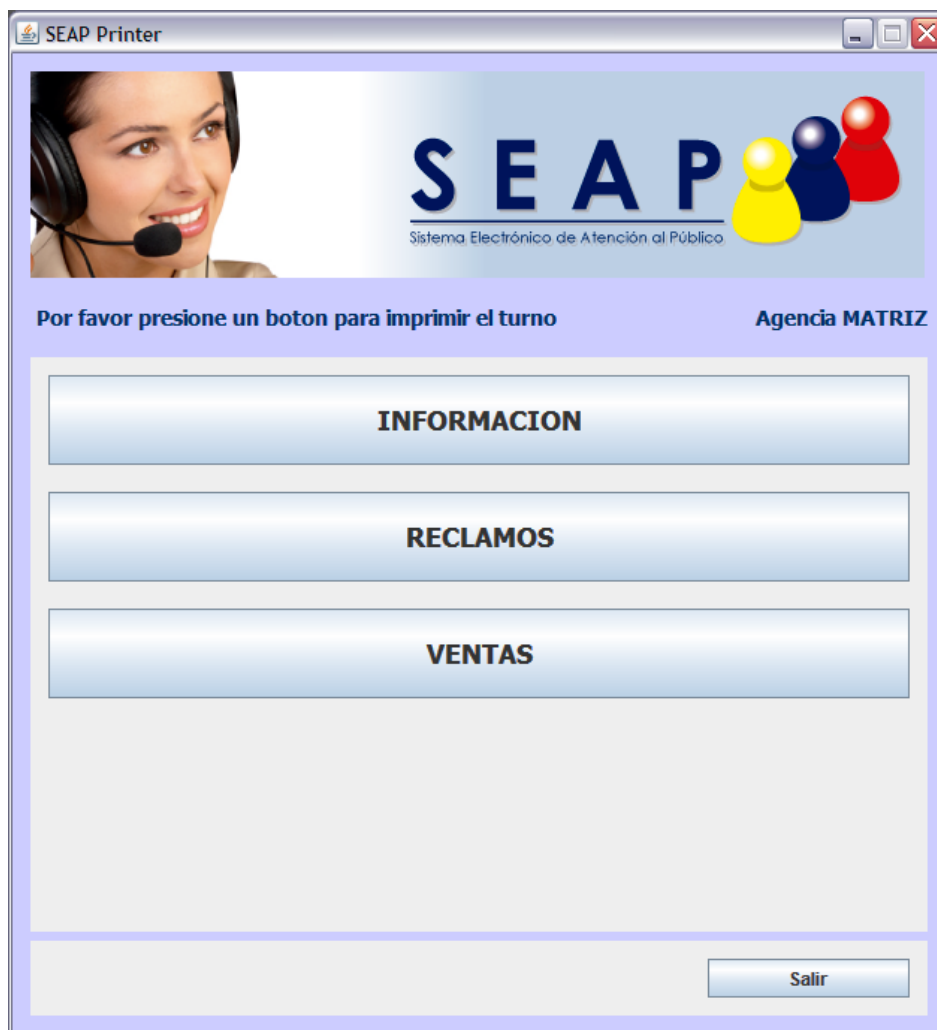 SEAP Printer
SEAP
Sistema Electrónico de Atención al Público
Por favor presione un boton para imprimir el turno
Agencia MATRIZ
INFORMACION
RECLAMOS
VENTAS
Salir